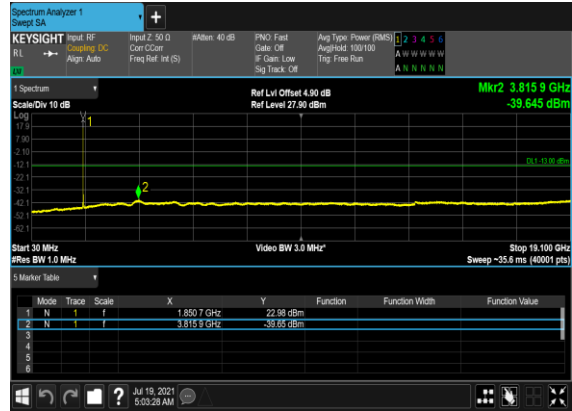 Spectrum Analyzer 1
Swept SA
+
KEYSIGHT Input: RF Input Z: 50 Ω #Atten: 40 dB PNO: Fast Avg Type: Power (RMS) 1 2 3 4 5 6
RL Coupling: DC Corr CCorr Gate: Off Avg|Hold: 100/100 A W W W W W
Align: Auto Freq Ref: Int (S) IF Gain: Low Trig: Free Run
Sig Track: Off A N N N N N
1 Spectrum Ref Lvl Offset 4.90 dB Mkr2 3.815 9 GHz
Scale/Div 10 dB Ref Level 27.90 dBm -39.645 dBm
Log
17.9
7.90
-2.10
-12.1
-22.1
-32.1
-42.1
-52.1
-62.1
1
2
DL1 -13.00 dBm
Start 30 MHz Video BW 3.0 MHz* Stop 19.100 GHz
#Res BW 1.0 MHz Sweep ~35.6 ms (40001 pts)
5 Marker Table
Mode Trace Scale X Y Function Function Width Function Value
1 N 1 f 1.850 7 GHz 22.98 dBm
2 N 1 f 3.815 9 GHz -39.65 dBm
3
4
5
6
? Jul 19, 2021
5:03:28 AM